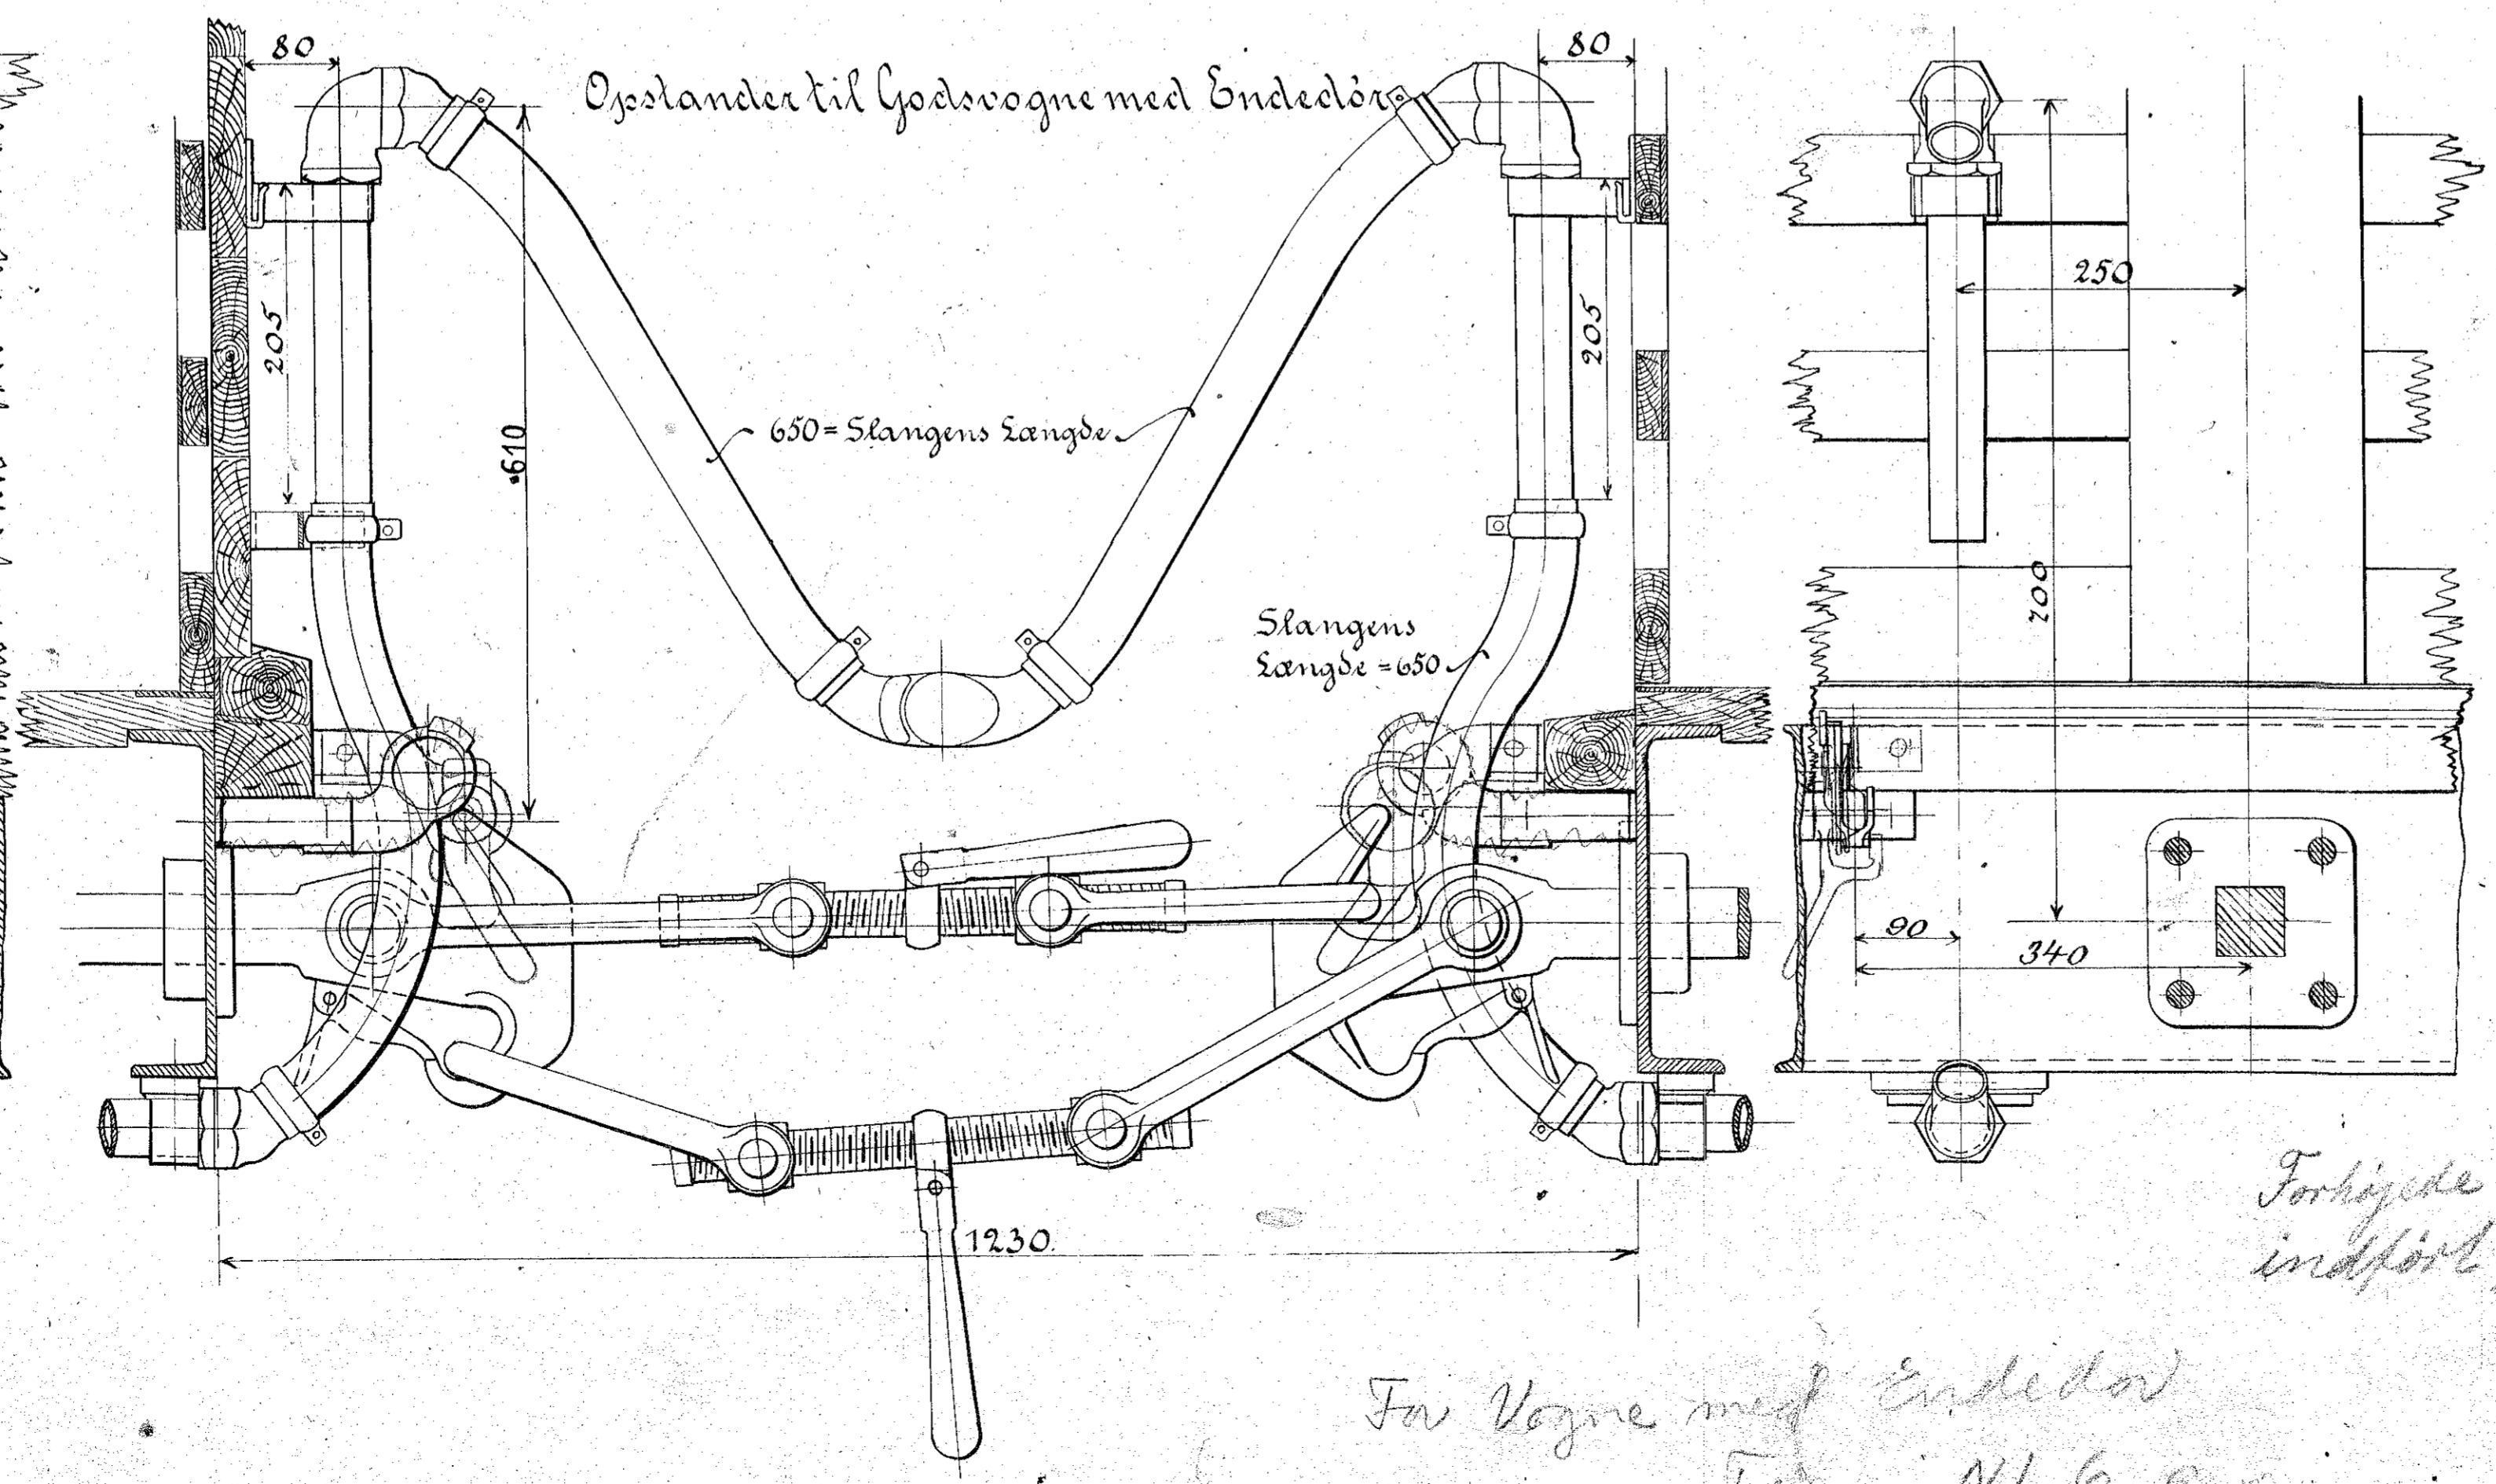 80
Opstander til Godsvogne med Endedör
80
250
205
205
650 = Slangens Længde
610
700
Slangens
Længde = 650
90
340
1230.
Forhøjede
indført
For Vogne med Endedør